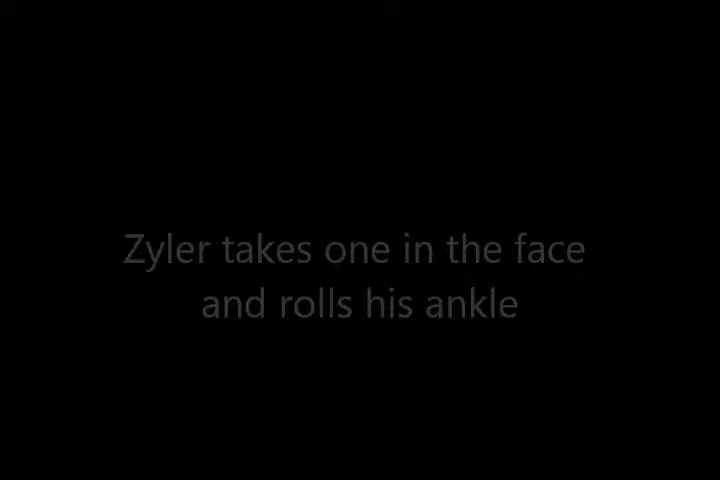 Zyler takes one in the face
and rolls his ankle